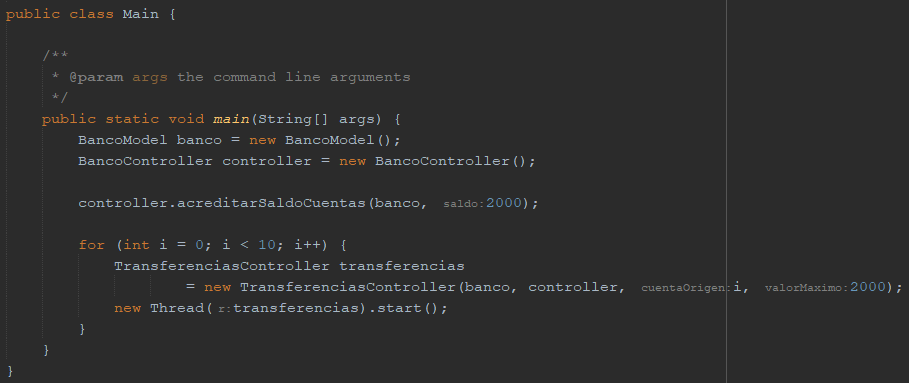 public class Main {
/**
* @param args the command line arguments
*/
public static void main(String[] args) {
BancoModel banco = new BancoModel();
BancoController controller = new BancoController();
controller.acreditarSaldoCuentas(banco, saldo: 2000);
for (int i = 0; i < 10; i++) {
TransferenciasController transferencias
= new TransferenciasController(banco, controller, cuentaOrigen: i, valorMaximo: 2000);
new Thread( r: transferencias).start();
}
}
}